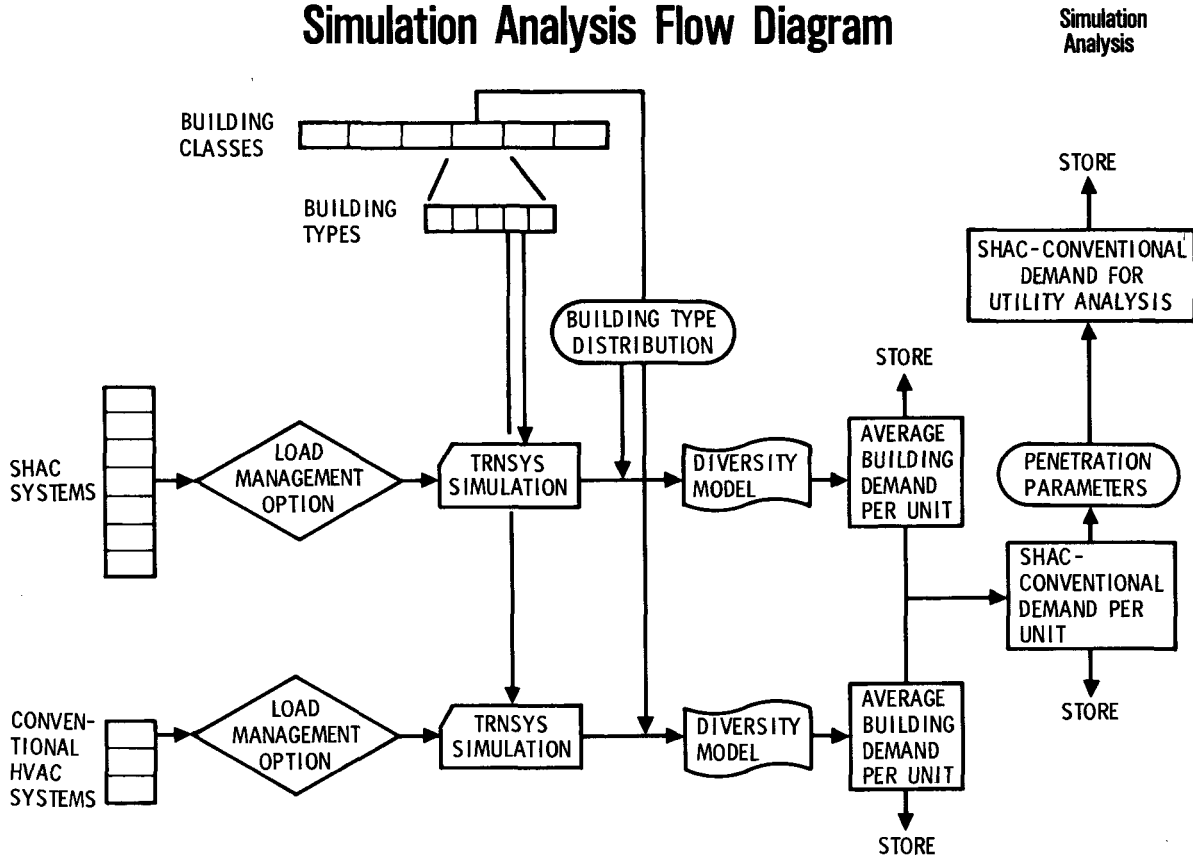 Simulation Analysis Flow Diagram
Simulation
Analysis
BUILDING
CLASSES
BUILDING
TYPES
STORE
SHAC-CONVENTIONAL
DEMAND FOR
UTILITY ANALYSIS
BUILDING TYPE
DISTRIBUTION
STORE
SHAC
SYSTEMS
LOAD
MANAGEMENT
OPTION
TRNSYS
SIMULATION
DIVERSITY
MODEL
AVERAGE
BUILDING
DEMAND
PER UNIT
PENETRATION
PARAMETERS
SHAC-
CONVENTIONAL
DEMAND PER
UNIT
STORE
CONVEN-
TIONAL
HVAC
SYSTEMS
LOAD
MANAGEMENT
OPTION
TRNSYS
SIMULATION
DIVERSITY
MODEL
AVERAGE
BUILDING
DEMAND
PER UNIT
STORE